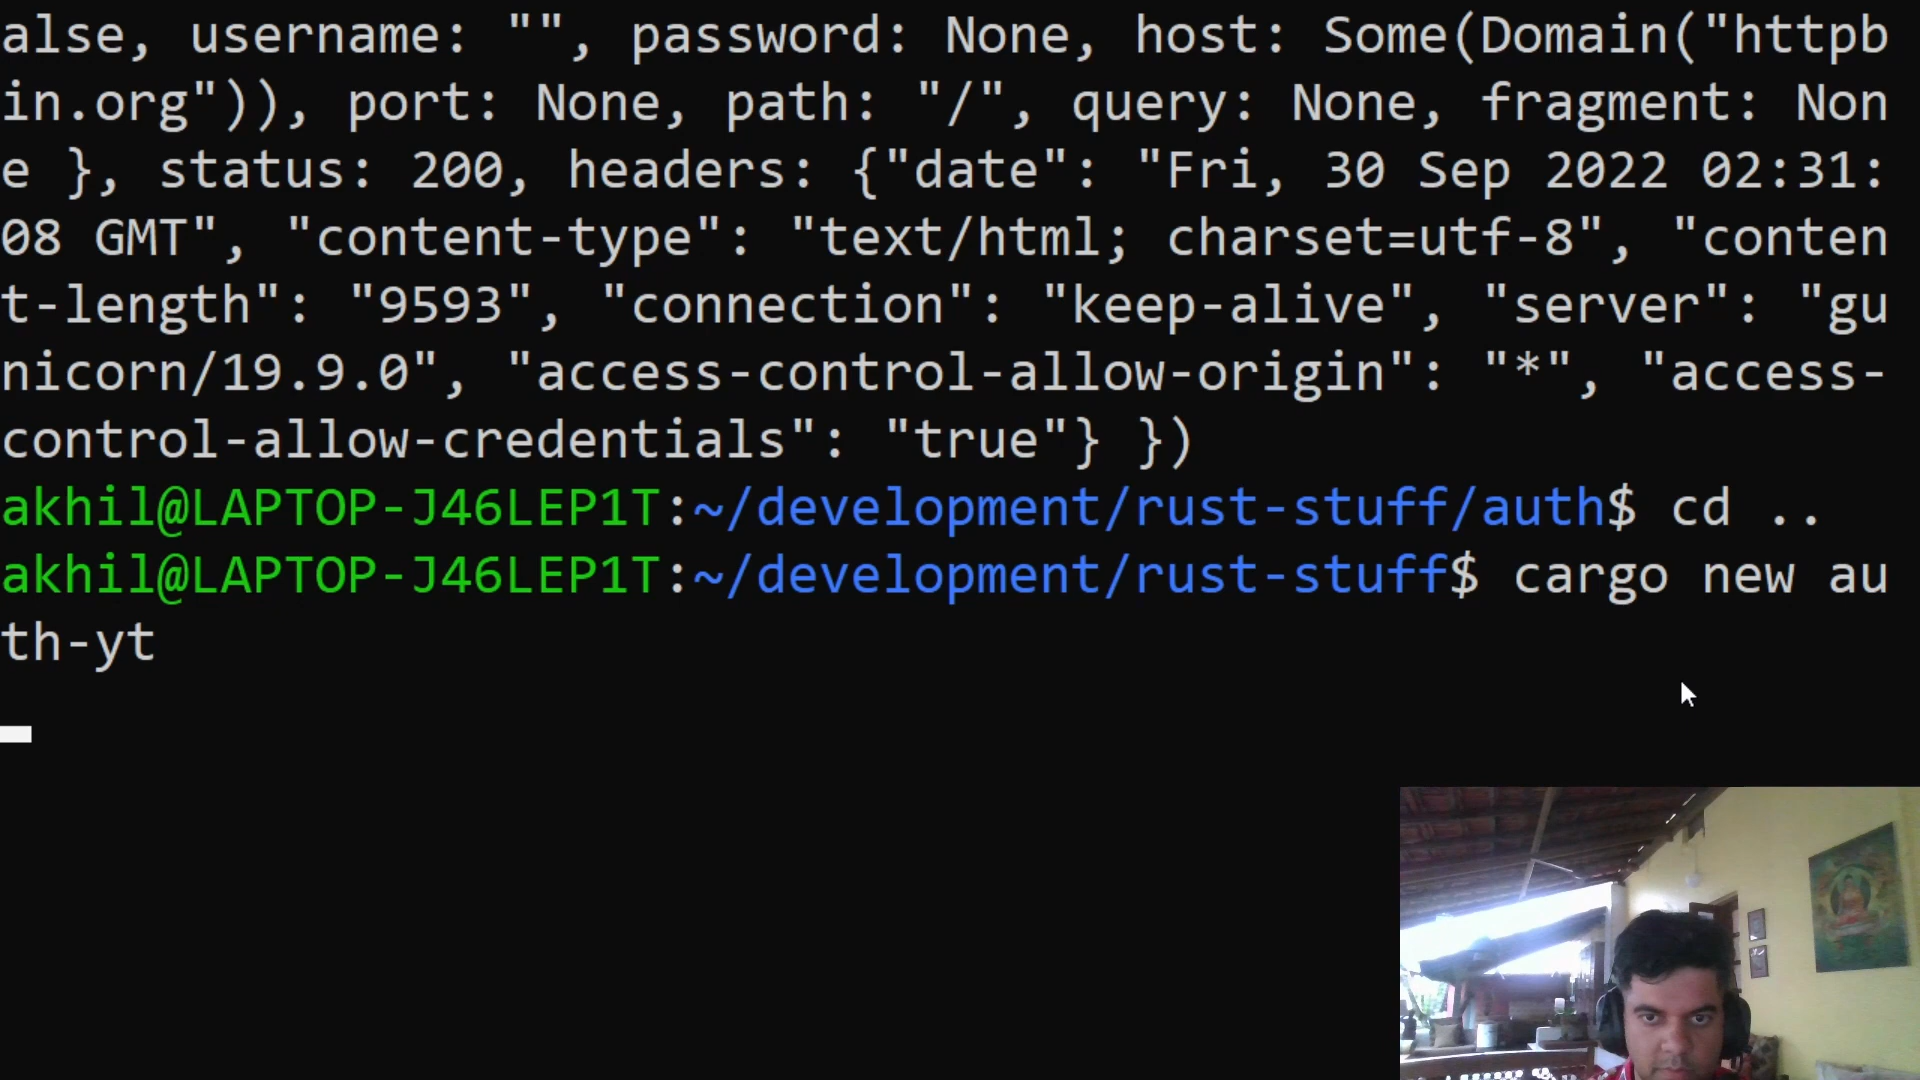 alse, username: "", password: None, host: Some(Domain("httpb
in.org")), port: None, path: "/", query: None, fragment: Non
e }, status: 200, headers: {"date": "Fri, 30 Sep 2022 02:31:
08 GMT", "content-type": "text/html; charset=utf-8", "conten
t-length": "9593", "connection": "keep-alive", "server": "gu
nicorn/19.9.0", "access-control-allow-origin": "*", "access-
control-allow-credentials": "true"} })
akhil@LAPTOP-J46LEP1T:~/development/rust-stuff/auth$ cd ..
akhil@LAPTOP-J46LEP1T:~/development/rust-stuff$ cargo new au
th-yt